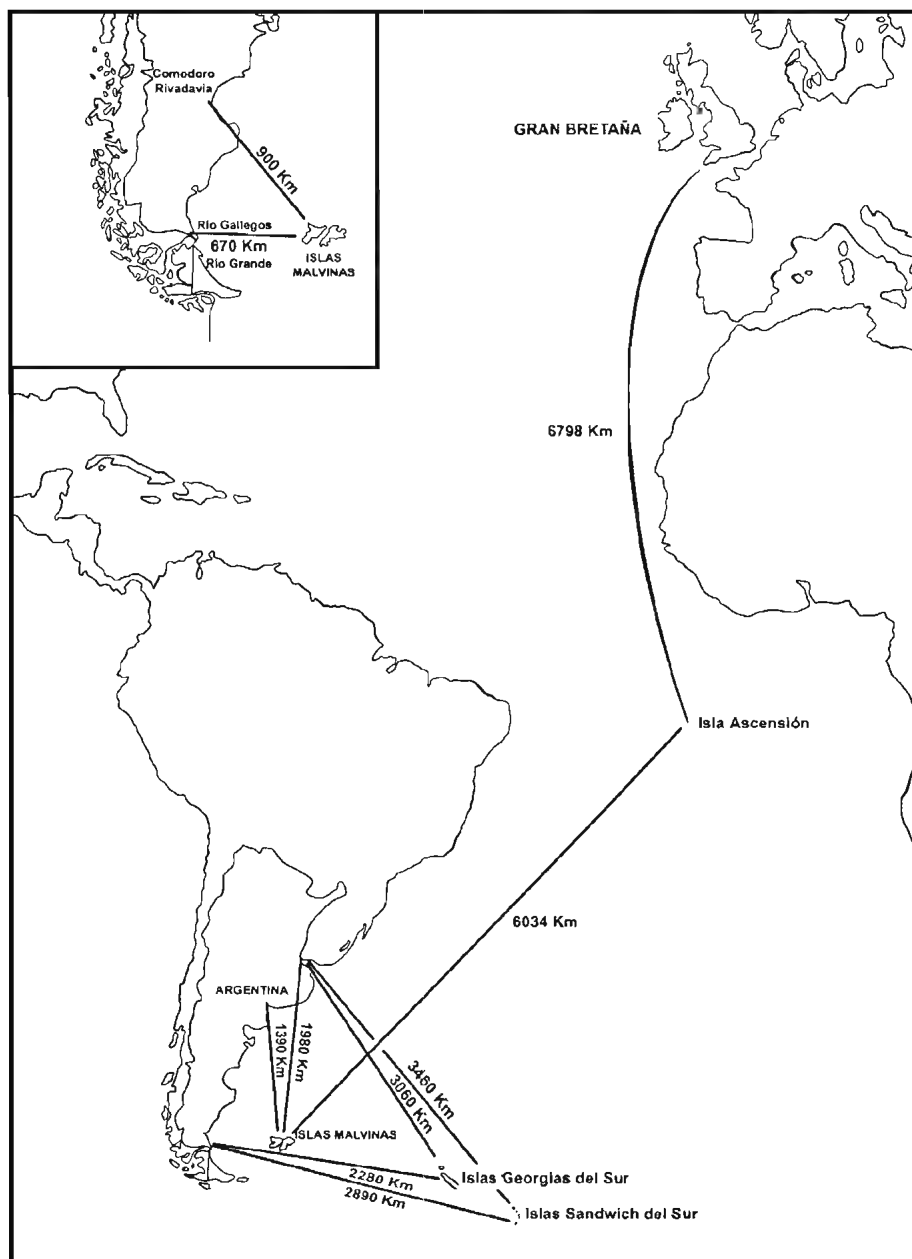 Comodoro
Rivadavia
900 Km
Río Gallegos
670 Km
Río Grande
ISLAS
MALVINAS
GRAN BRETAÑA
6798 Km
Isla Ascensión
6034 Km
ARGENTINA
1390 Km
1980 Km
3460 Km
3060 Km
ISLAS MALVINAS
2280 Km
2890 Km
Islas Georgias del Sur
Islas Sandwich del Sur